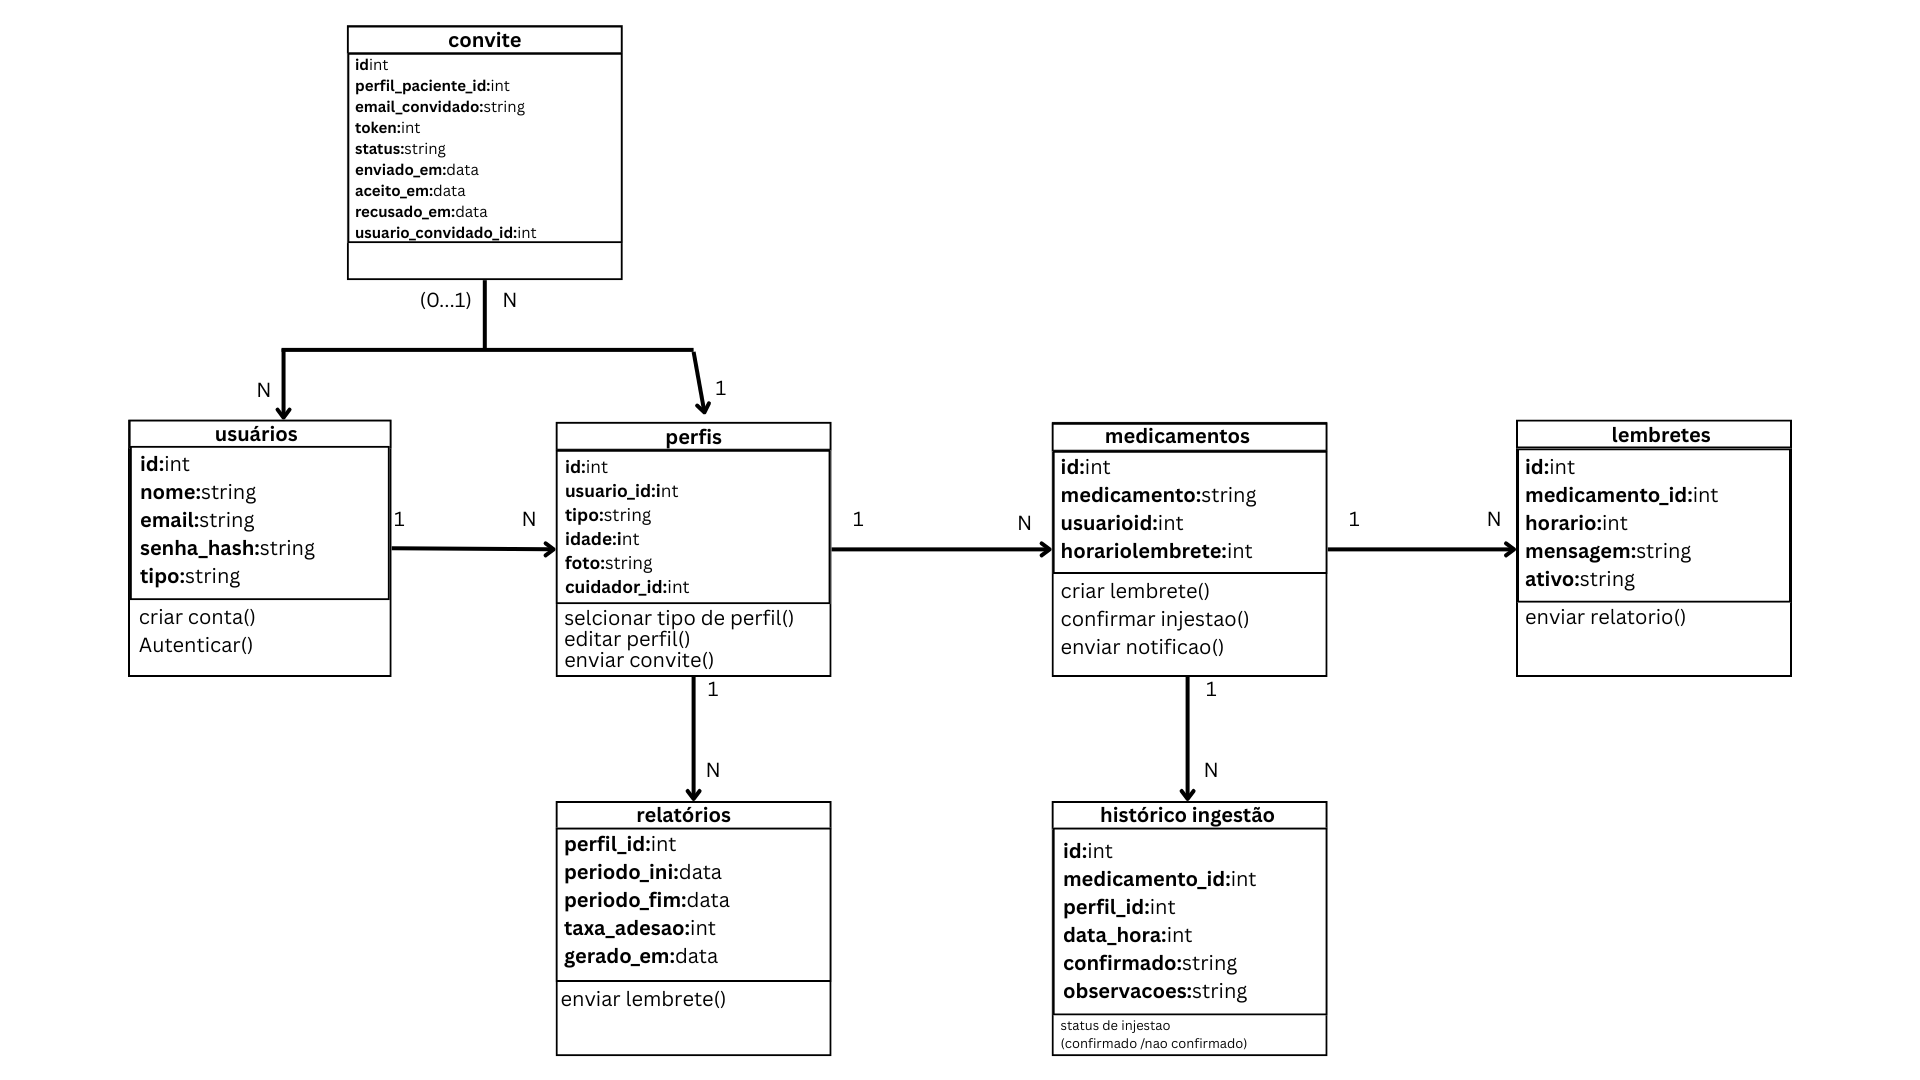 convite
idint
perfil_paciente_id:int
email_convidado:string
token:int
status:string
enviado_em:data
aceito_em:data
recusado_em:data
usuario_convidado_id:int
(0...1) N
N
1
usuários
id:int
nome:string
email:string
senha_hash:string
tipo:string
criar conta()
Autenticar()
1 N
perfis
id:int
usuario_id:int
tipo:string
idade:int
foto:string
cuidador_id:int
selcionar tipo de perfil()
editar perfil()
enviar convite()
1 N
medicamentos
id:int
medicamento:string
usuarioid:int
horariolembrete:int
criar lembrete()
confirmar injestao()
enviar notificao()
1 N
lembretes
id:int
medicamento_id:int
horario:int
mensagem:string
ativo:string
enviar relatorio()
1
N
relatórios
perfil_id:int
periodo_ini:data
periodo_fim:data
taxa_adesao:int
gerado_em:data
enviar lembrete()
1
N
histórico ingestão
id:int
medicamento_id:int
perfil_id:int
data_hora:int
confirmado:string
observacoes:string
status de injestao
(confirmado /nao confirmado)